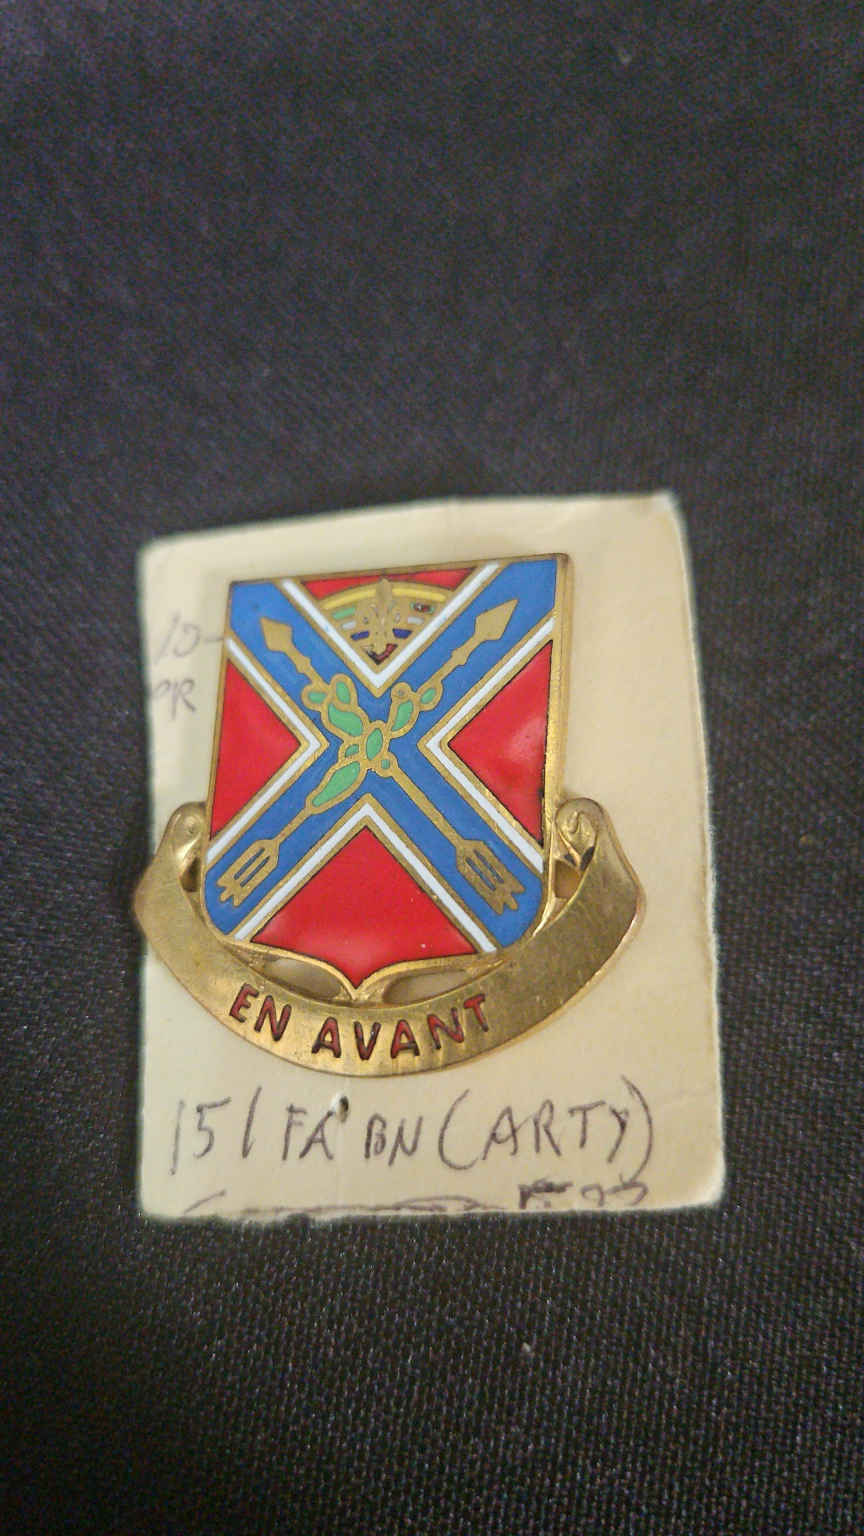 10-
PR
EN AVANT
151 FA BN (ARTY)